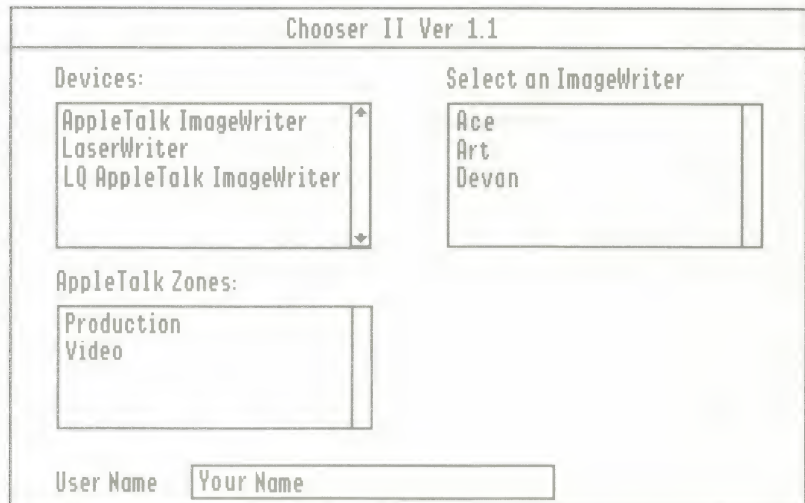 Chooser II Ver 1.1
Devices:
AppleTalk ImageWriter
LaserWriter
LQ AppleTalk ImageWriter
Select an ImageWriter
Ace
Art
Devan
AppleTalk Zones:
Production
Video
User Name
Your Name